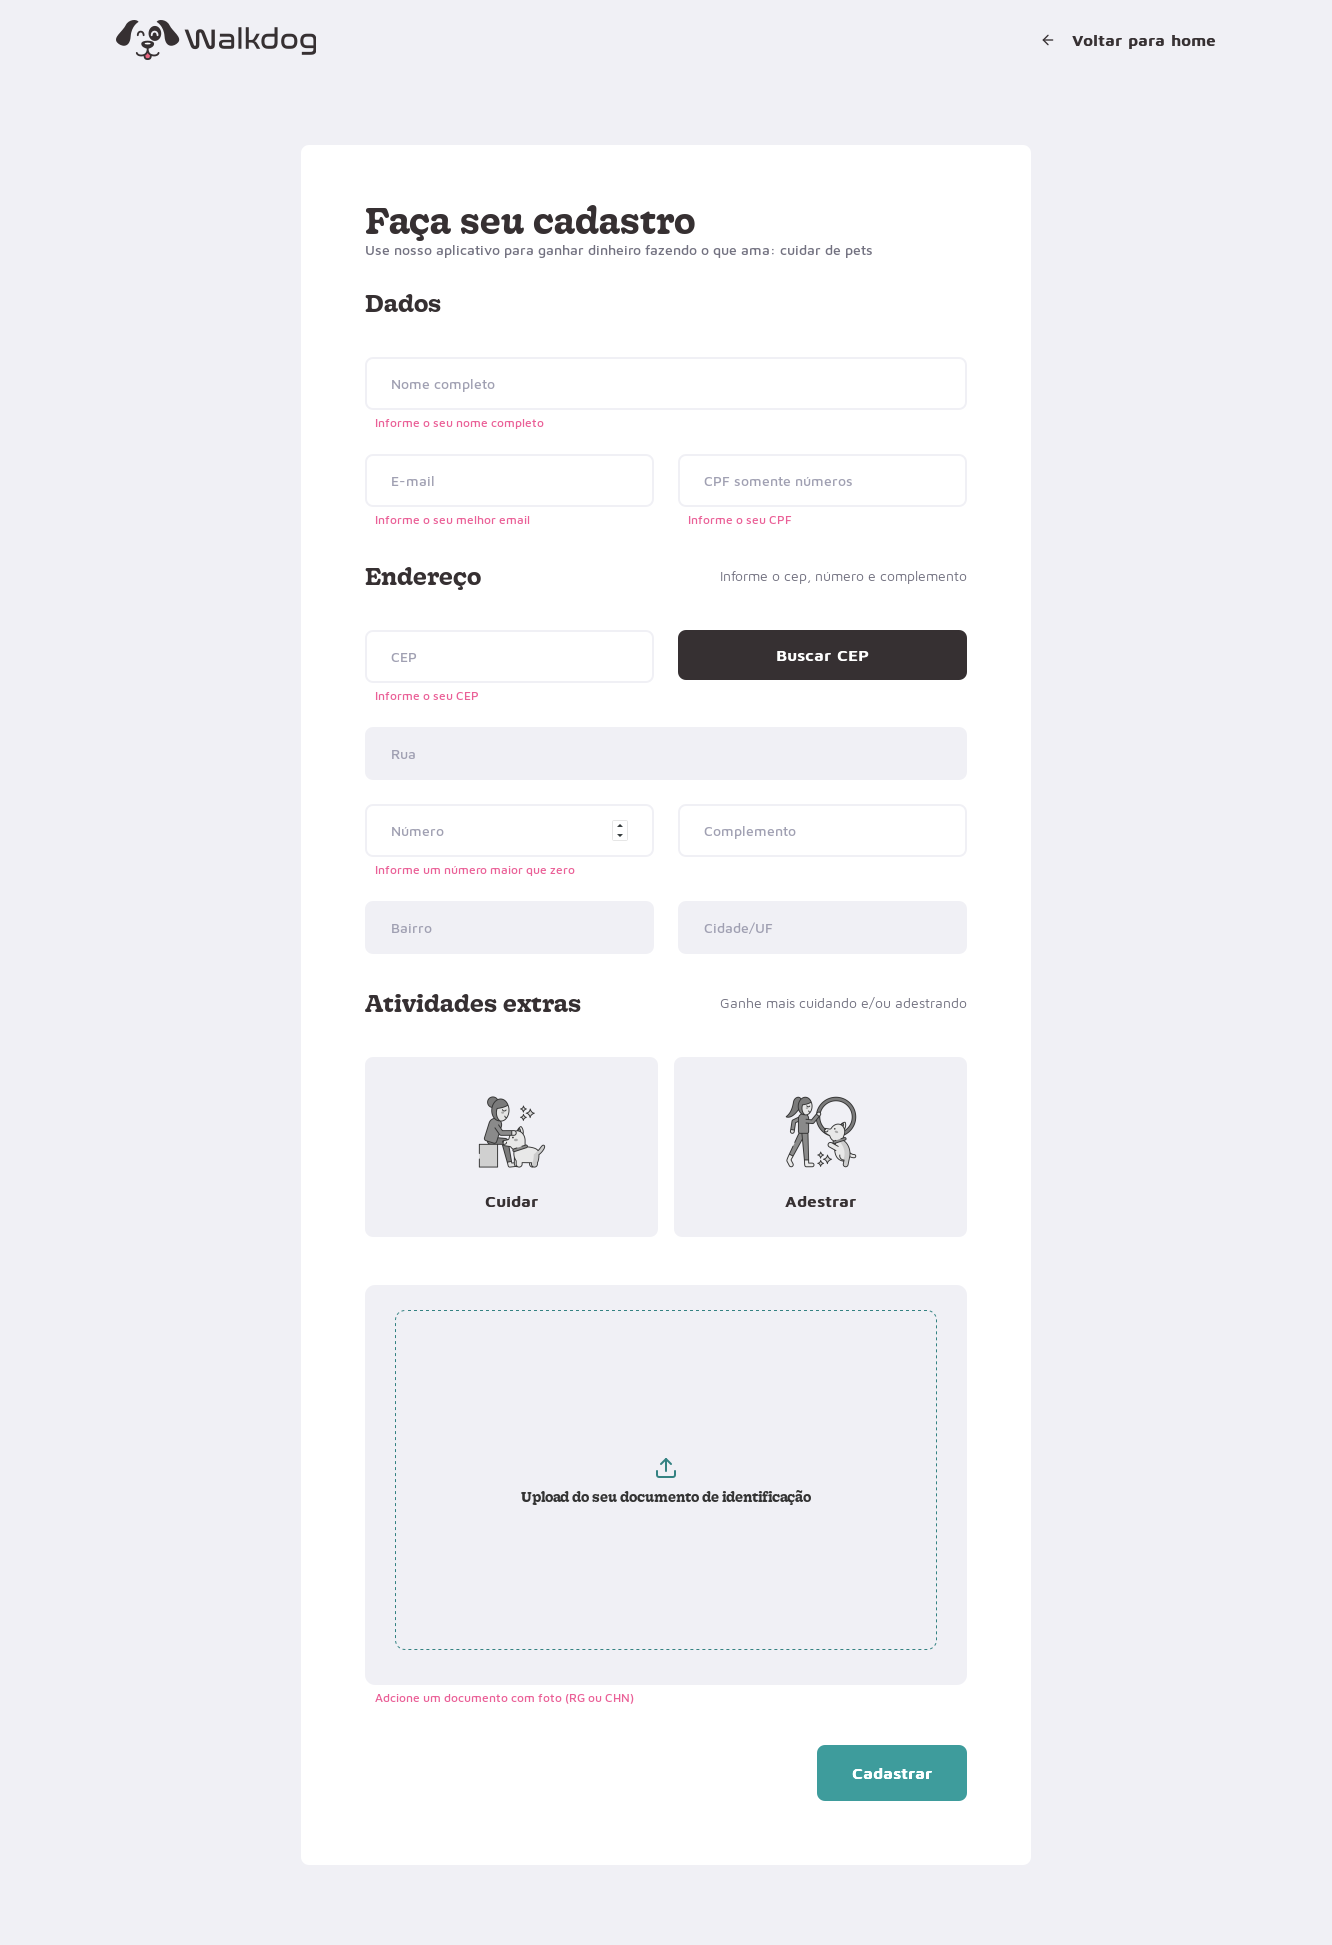 Walkdog
Voltar para home
Faça seu cadastro
Use nosso aplicativo para ganhar dinheiro fazendo o que ama: cuidar de pets
Dados
Nome completo
Informe o seu nome completo
E-mail
CPF somente números
Informe o seu melhor email
Informe o seu CPF
Endereço
Informe o cep, número e complemento
CEP
Buscar CEP
Informe o seu CEP
Rua
Número
Complemento
Informe um número maior que zero
Bairro
Cidade/UF
Atividades extras
Ganhe mais cuidando e/ou adestrando
Cuidar
Adestrar
Upload do seu documento de identificação
Adcione um documento com foto (RG ou CHN)
Cadastrar